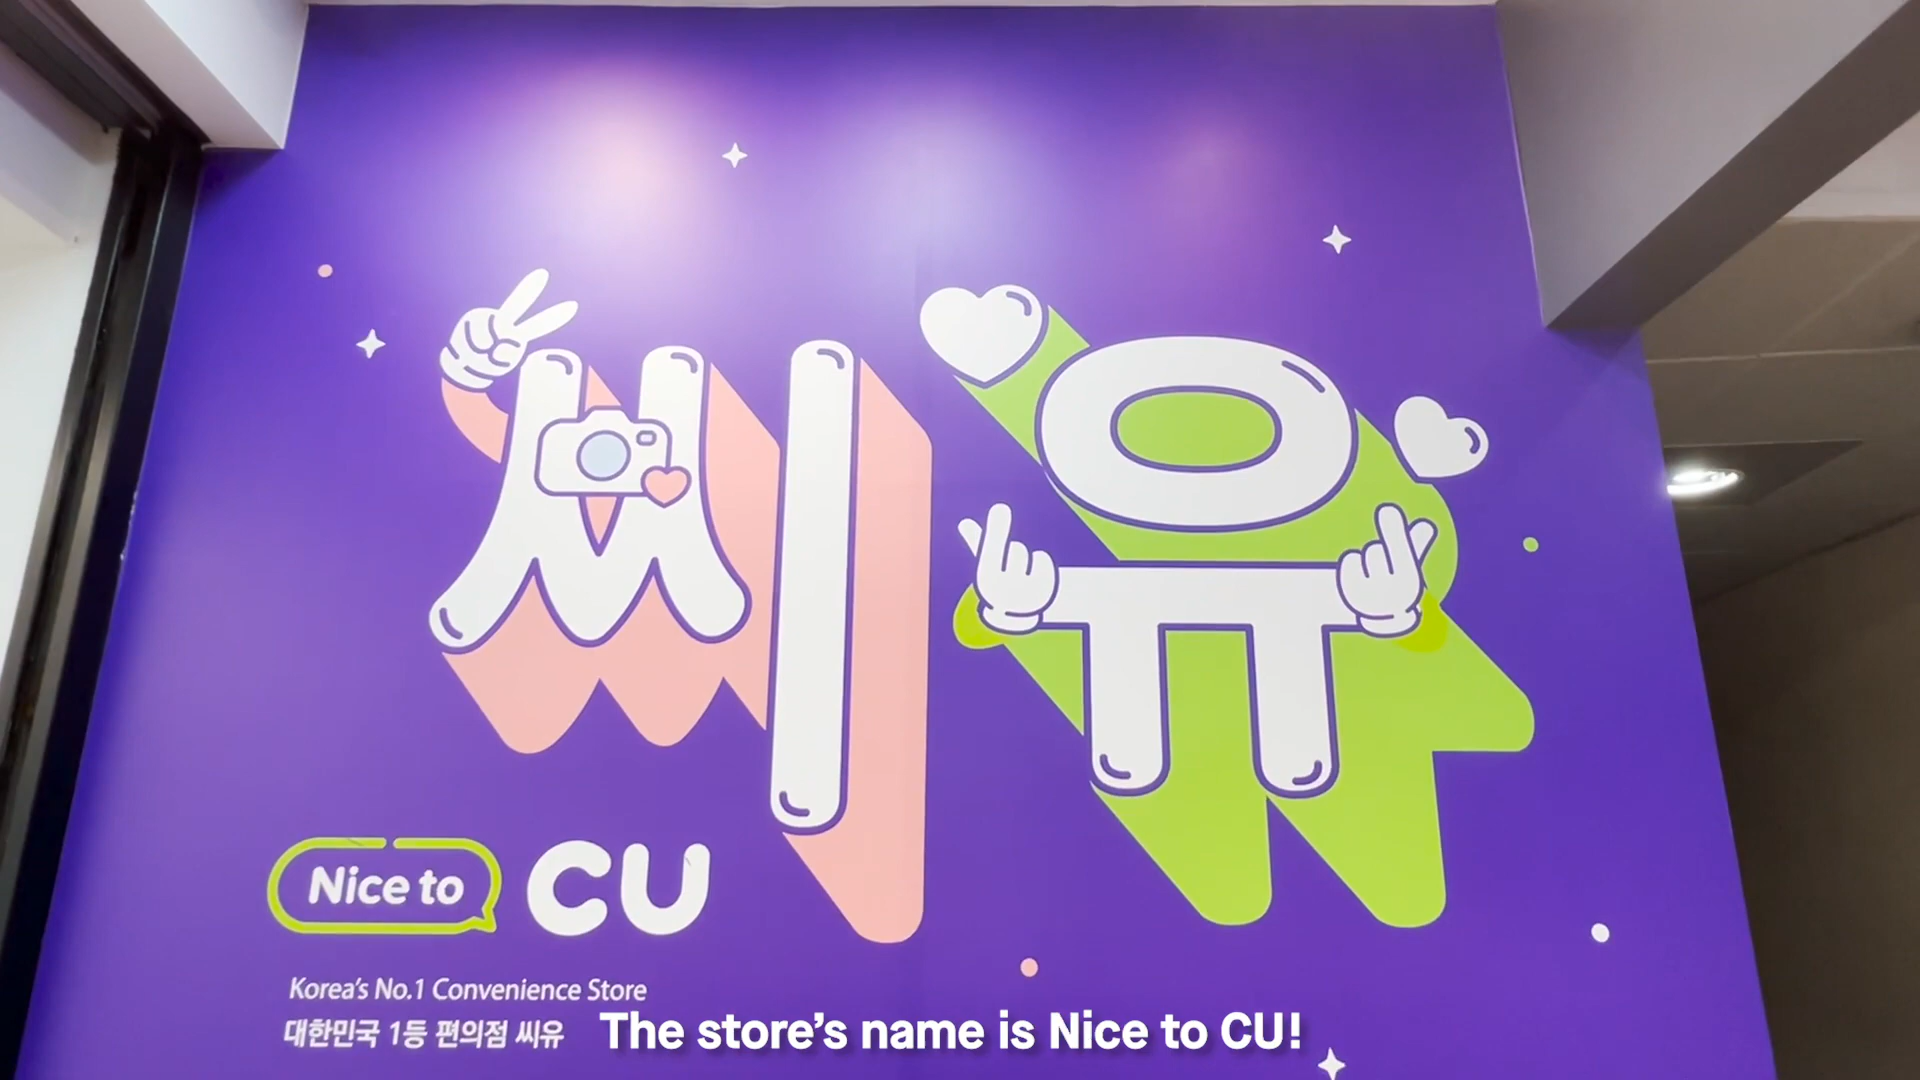 씨유
Nice to CU
Korea's No.1 Convenience Store
대한민국 1등 편의점 씨유
The store's name is Nice to CU!